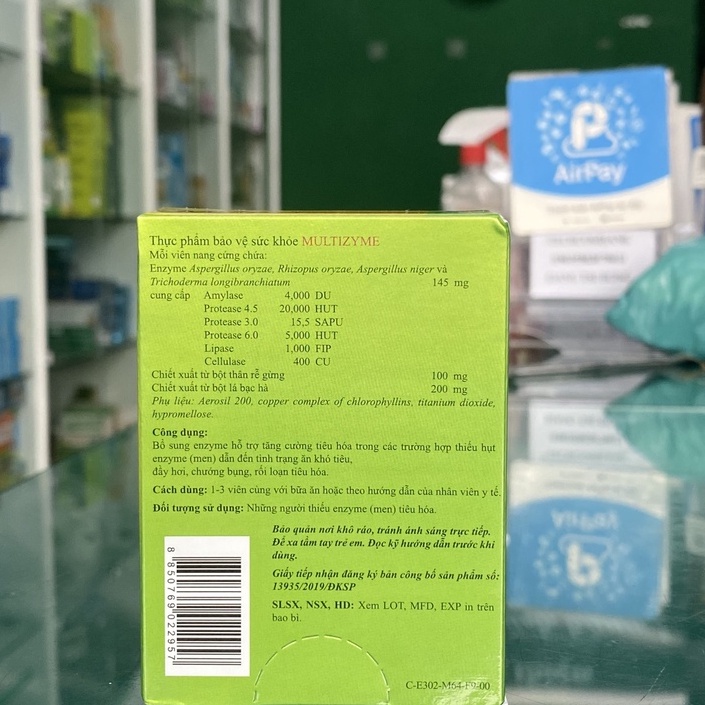 AirPay
Thực phẩm bảo vệ sức khỏe MULTIZYME
Mỗi viên nang cứng chứa:
Enzyme Aspergillus oryzae, Rhizopus oryzae, Aspergillus niger và
Trichoderma longibranchiatum 145 mg
cung cấp Amylase 4,000 DU
Protease 4.5 20,000 HUT
Protease 3.0 15,5 SAPU
Protease 6.0 5,000 HUT
Lipase 1,000 FIP
Cellulase 400 CU
Chiết xuất từ bột thân rễ gừng 100 mg
Chiết xuất từ bột lá bạc hà 200 mg
Phụ liệu: Aerosil 200, copper complex of chlorophyllins, titanium dioxide,
hypromellose.
Công dụng:
Bổ sung enzyme hỗ trợ tăng cường tiêu hóa trong các trường hợp thiếu hụt
enzyme (men) dẫn đến tình trạng ăn khó tiêu,
đầy hơi, chướng bụng, rối loạn tiêu hóa.
Cách dùng: 1-3 viên cùng với bữa ăn hoặc theo hướng dẫn của nhân viên y tế.
Đối tượng sử dụng: Những người thiếu enzyme (men) tiêu hóa.
Bảo quản nơi khô ráo, tránh ánh sáng trực tiếp.
Để xa tầm tay trẻ em. Đọc kỹ hướng dẫn trước khi
dùng.
Giấy tiếp nhận đăng ký bản công bố sản phẩm số:
13935/2019/ĐKSP
SLSX, NSX, HD: Xem LOT, MFD, EXP in trên
bao bì.
8 850769 022957
C-E302-M64-F9-00